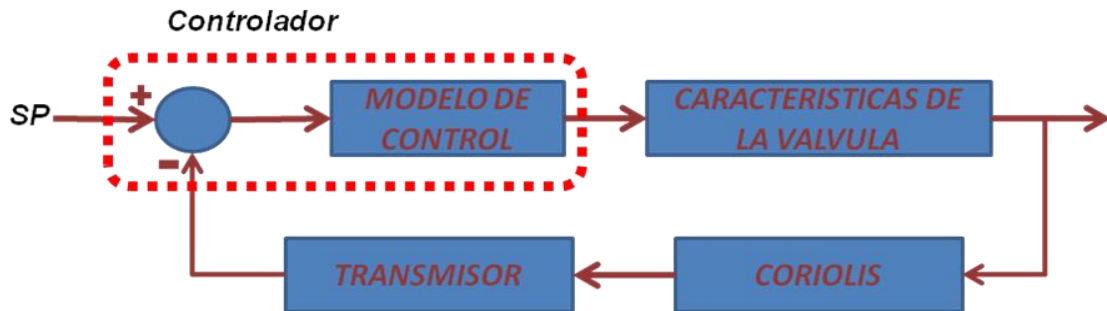 Controlador
SP
+
-
MODELO DE
CONTROL
CARACTERISTICAS DE
LA VALVULA
TRANSMISOR
CORIOLIS